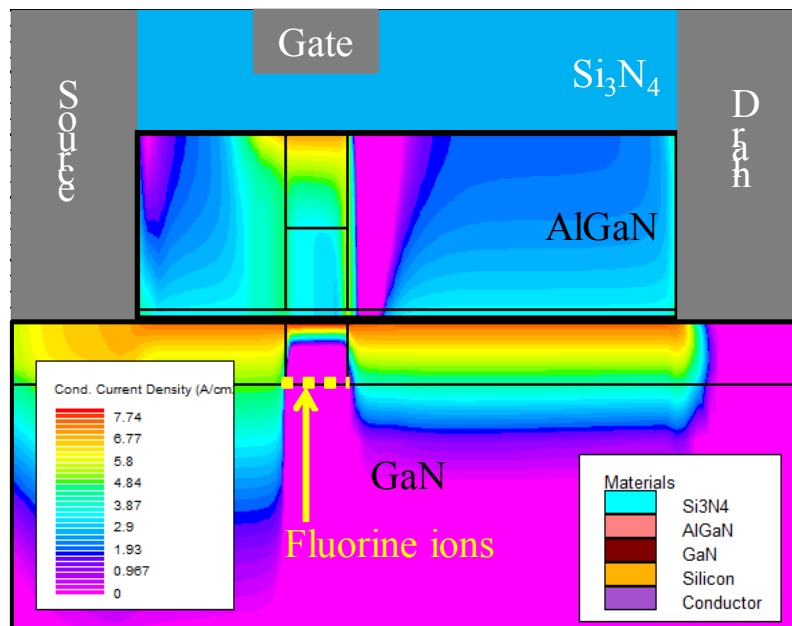 Source
Gate
Si₃N₄
Drain
AlGaN
Cond. Current Density (A/cm.
7.74
6.77
5.8
4.84
3.87
2.9
1.93
0.967
0
GaN
Fluorine ions
Materials
Si3N4
AlGaN
GaN
Silicon
Conductor